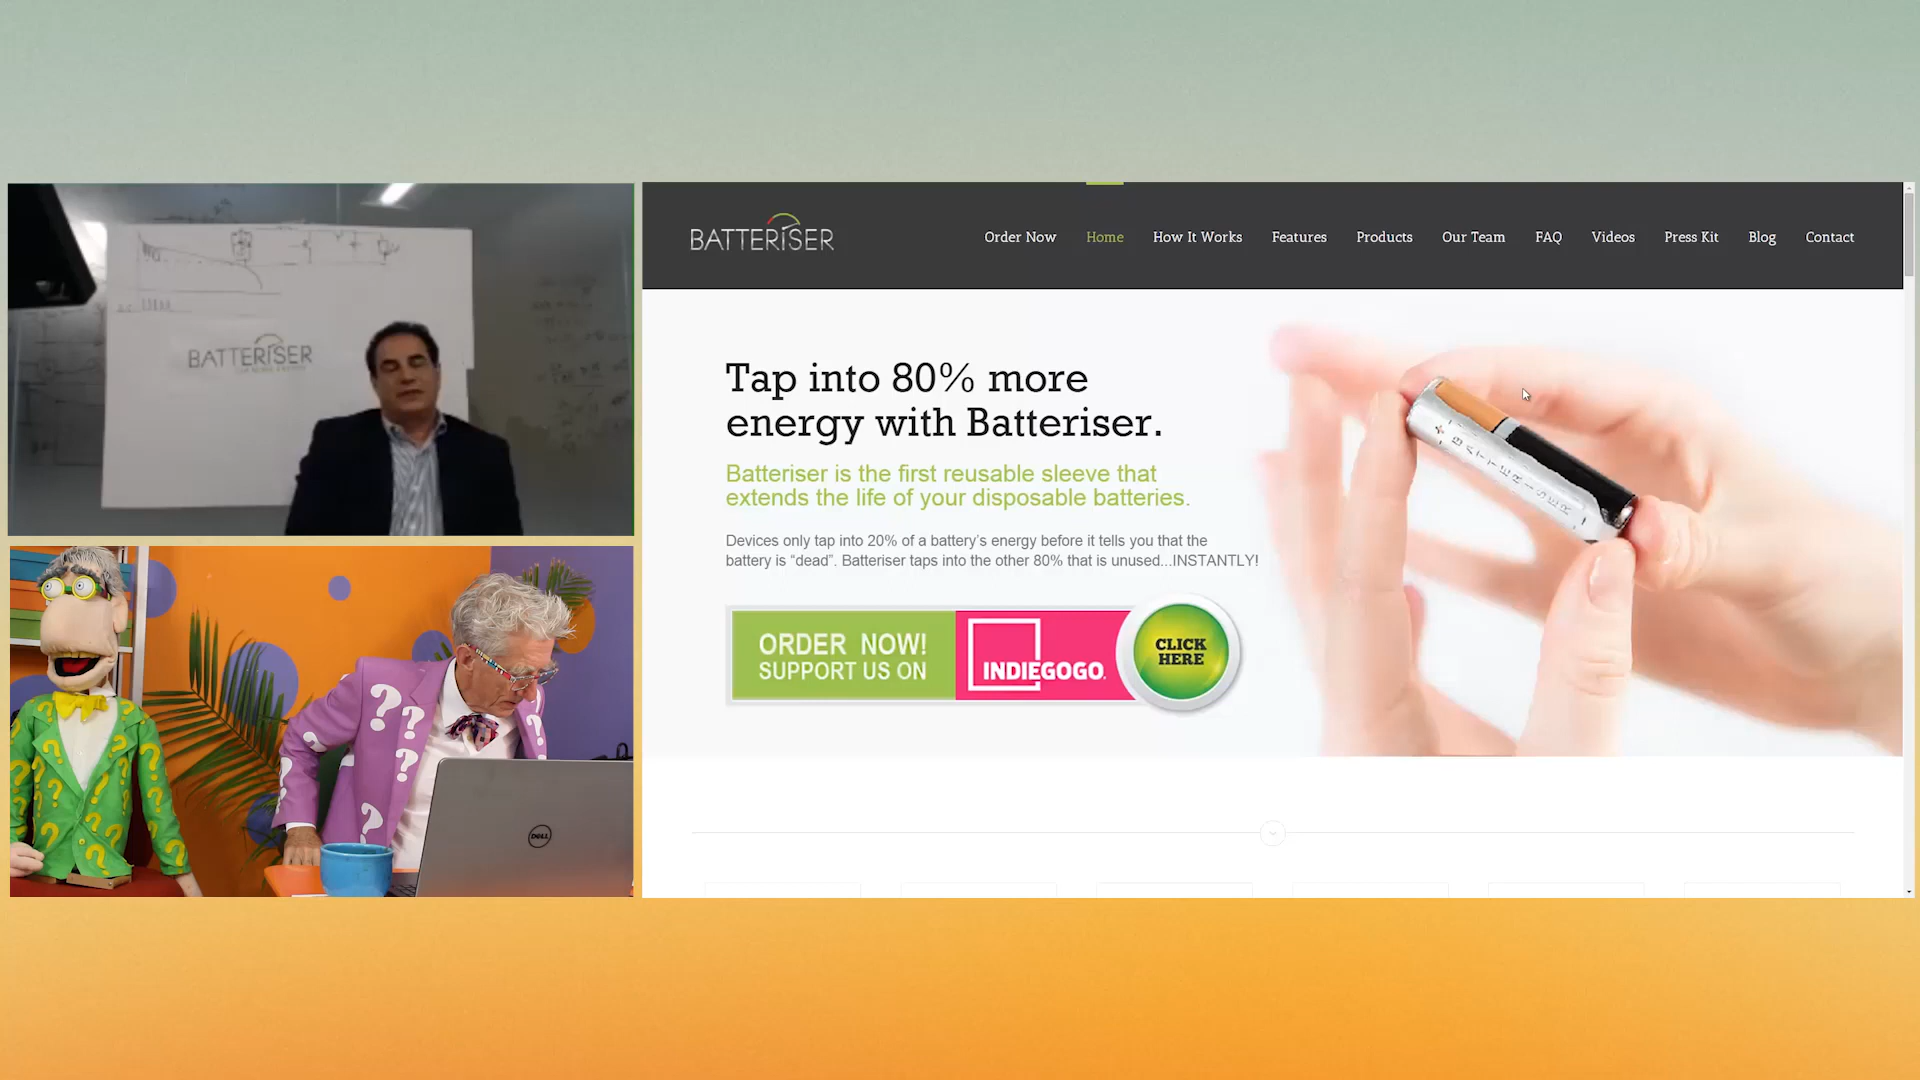 BATTERISER
BATTERISER
Order Now
Home
How It Works
Features
Products
Our Team
FAQ
Videos
Press Kit
Blog
Contact
Tap into 80% more
energy with Batteriser.
Batteriser is the first reusable sleeve that
extends the life of your disposable batteries.
Devices only tap into 20% of a battery’s energy before it tells you that the
battery is “dead”. Batteriser taps into the other 80% that is unused...INSTANTLY!
ORDER NOW!
SUPPORT US ON
INDIEGOGO
CLICK
HERE
+ BATTERISER -
DELL